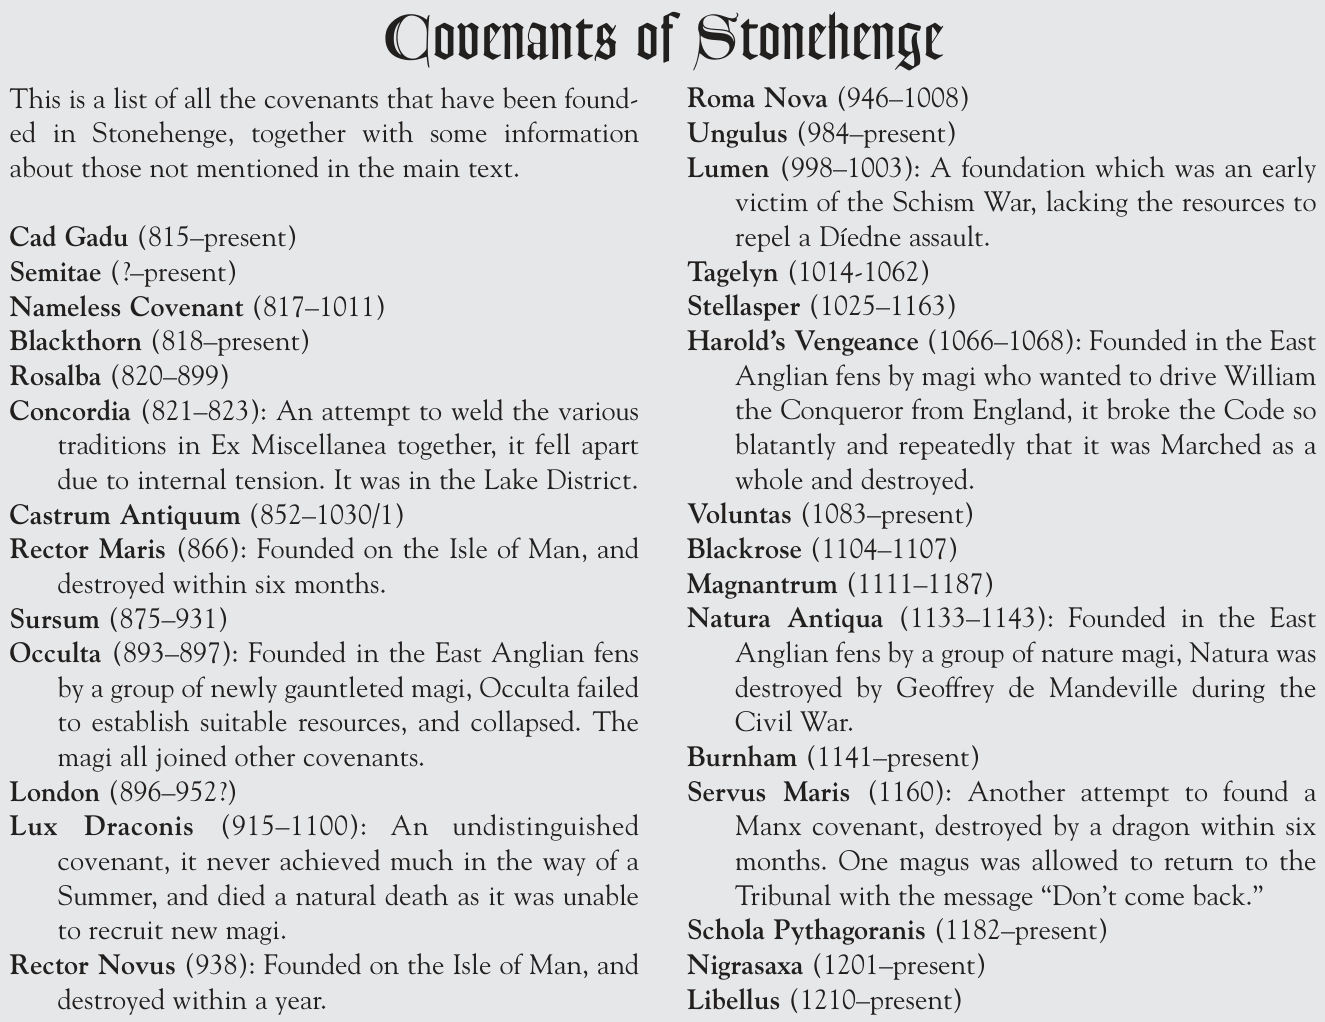 Covenants of Stonehenge
This is a list of all the covenants that have been found-
ed in Stonehenge, together with some information
about those not mentioned in the main text.
Cad Gadu (815–present)
Semitae (?–present)
Nameless Covenant (817–1011)
Blackthorn (818–present)
Rosalba (820–899)
Concordia (821–823): An attempt to weld the various
traditions in Ex Miscellanea together, it fell apart
due to internal tension. It was in the Lake District.
Castrum Antiquum (852–1030/1)
Rector Maris (866): Founded on the Isle of Man, and
destroyed within six months.
Sursum (875–931)
Occulta (893–897): Founded in the East Anglian fens
by a group of newly gauntleted magi, Occulta failed
to establish suitable resources, and collapsed. The
magi all joined other covenants.
London (896–952?)
Lux Draconis (915–1100): An undistinguished
covenant, it never achieved much in the way of a
Summer, and died a natural death as it was unable
to recruit new magi.
Rector Novus (938): Founded on the Isle of Man, and
destroyed within a year.
Roma Nova (946–1008)
Ungulus (984–present)
Lumen (998–1003): A foundation which was an early
victim of the Schism War, lacking the resources to
repel a Díedne assault.
Tagelyn (1014-1062)
Stellasper (1025–1163)
Harold's Vengeance (1066–1068): Founded in the East
Anglian fens by magi who wanted to drive William
the Conqueror from England, it broke the Code so
blatantly and repeatedly that it was Marched as a
whole and destroyed.
Voluntas (1083–present)
Blackrose (1104–1107)
Magnantrum (1111–1187)
Natura Antiqua (1133–1143): Founded in the East
Anglian fens by a group of nature magi, Natura was
destroyed by Geoffrey de Mandeville during the
Civil War.
Burnham (1141–present)
Servus Maris (1160): Another attempt to found a
Manx covenant, destroyed by a dragon within six
months. One magus was allowed to return to the
Tribunal with the message “Don't come back.”
Schola Pythagoranis (1182–present)
Nigrasaxa (1201–present)
Libellus (1210–present)